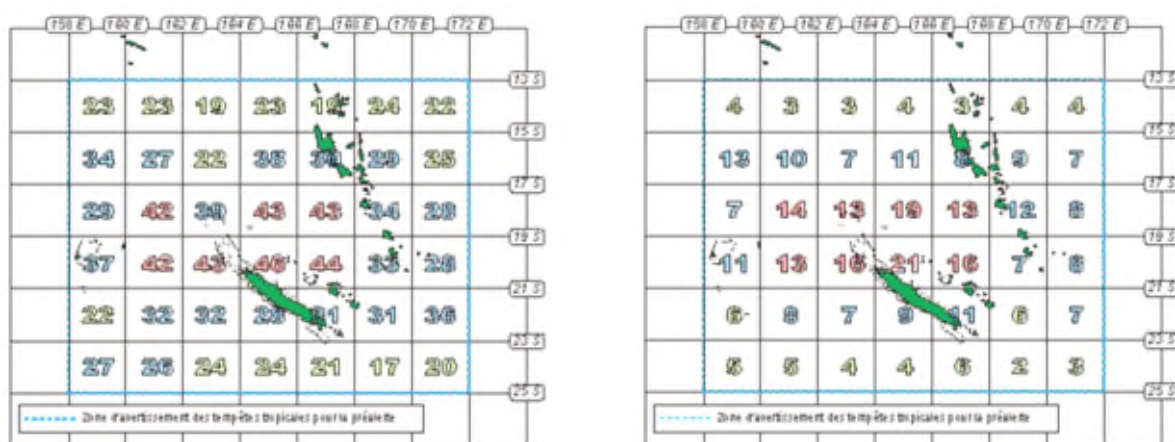 158 E 160 E 162 E 164 E 166 E 168 E 170 E 172 E
13 S
23 23 19 23 19 24 22
15 S
34 27 22 36 30 29 25
17 S
29 42 39 43 43 34 28
19 S
37 42 43 46 44 33 28
21 S
22 32 32 28 31 31 36
23 S
27 26 24 24 21 17 20
25 S
Zone d'avertissement des tempêtes tropicales pour la préalerte
158 E 160 E 162 E 164 E 166 E 168 E 170 E 172 E
13 S
4 3 3 4 3 4 4
15 S
13 10 7 11 8 9 7
17 S
7 14 13 19 13 12 8
19 S
11 13 16 21 16 7 8
21 S
6 8 7 9 11 6 7
23 S
5 5 4 4 6 2 3
25 S
Zone d'avertissement des tempêtes tropicales pour la préalerte